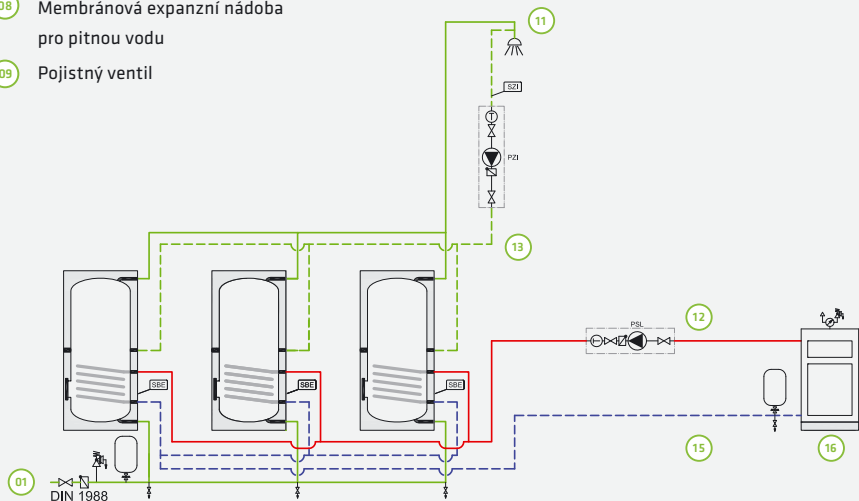 08 Membránová expanzní nádoba
pro pitnou vodu
09 Pojistný ventil
11
SZI
T
PZI
13
PSL
12
T
SBE
SBE
SBE
15
16
01
DIN 1988